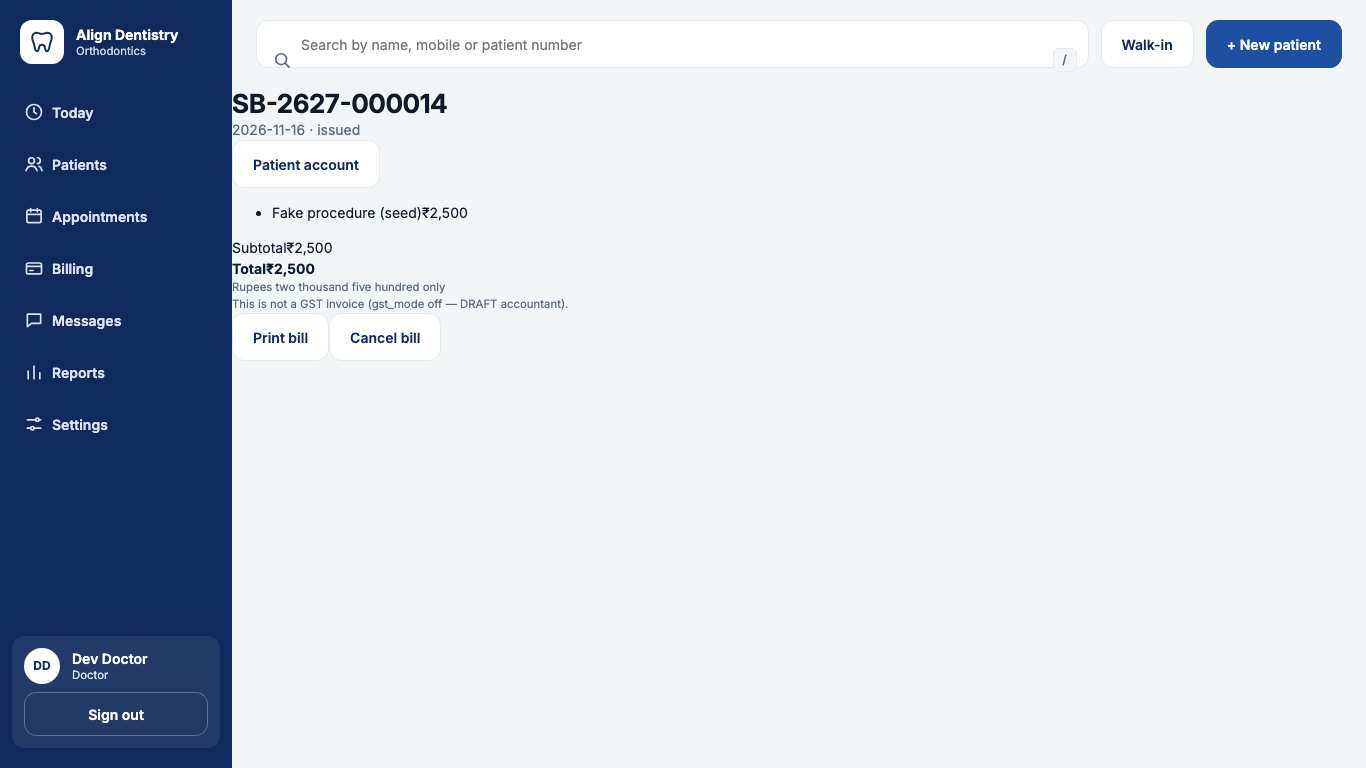 Align Dentistry
Orthodontics
Today
Patients
Appointments
Billing
Messages
Reports
Settings
DD
Dev Doctor
Doctor
Sign out
Search by name, mobile or patient number
/
Walk-in
+ New patient
SB-2627-000014
2026-11-16 · issued
Patient account
• Fake procedure (seed)₹2,500
Subtotal₹2,500
Total₹2,500
Rupees two thousand five hundred only
This is not a GST invoice (gst_mode off — DRAFT accountant).
Print bill
Cancel bill